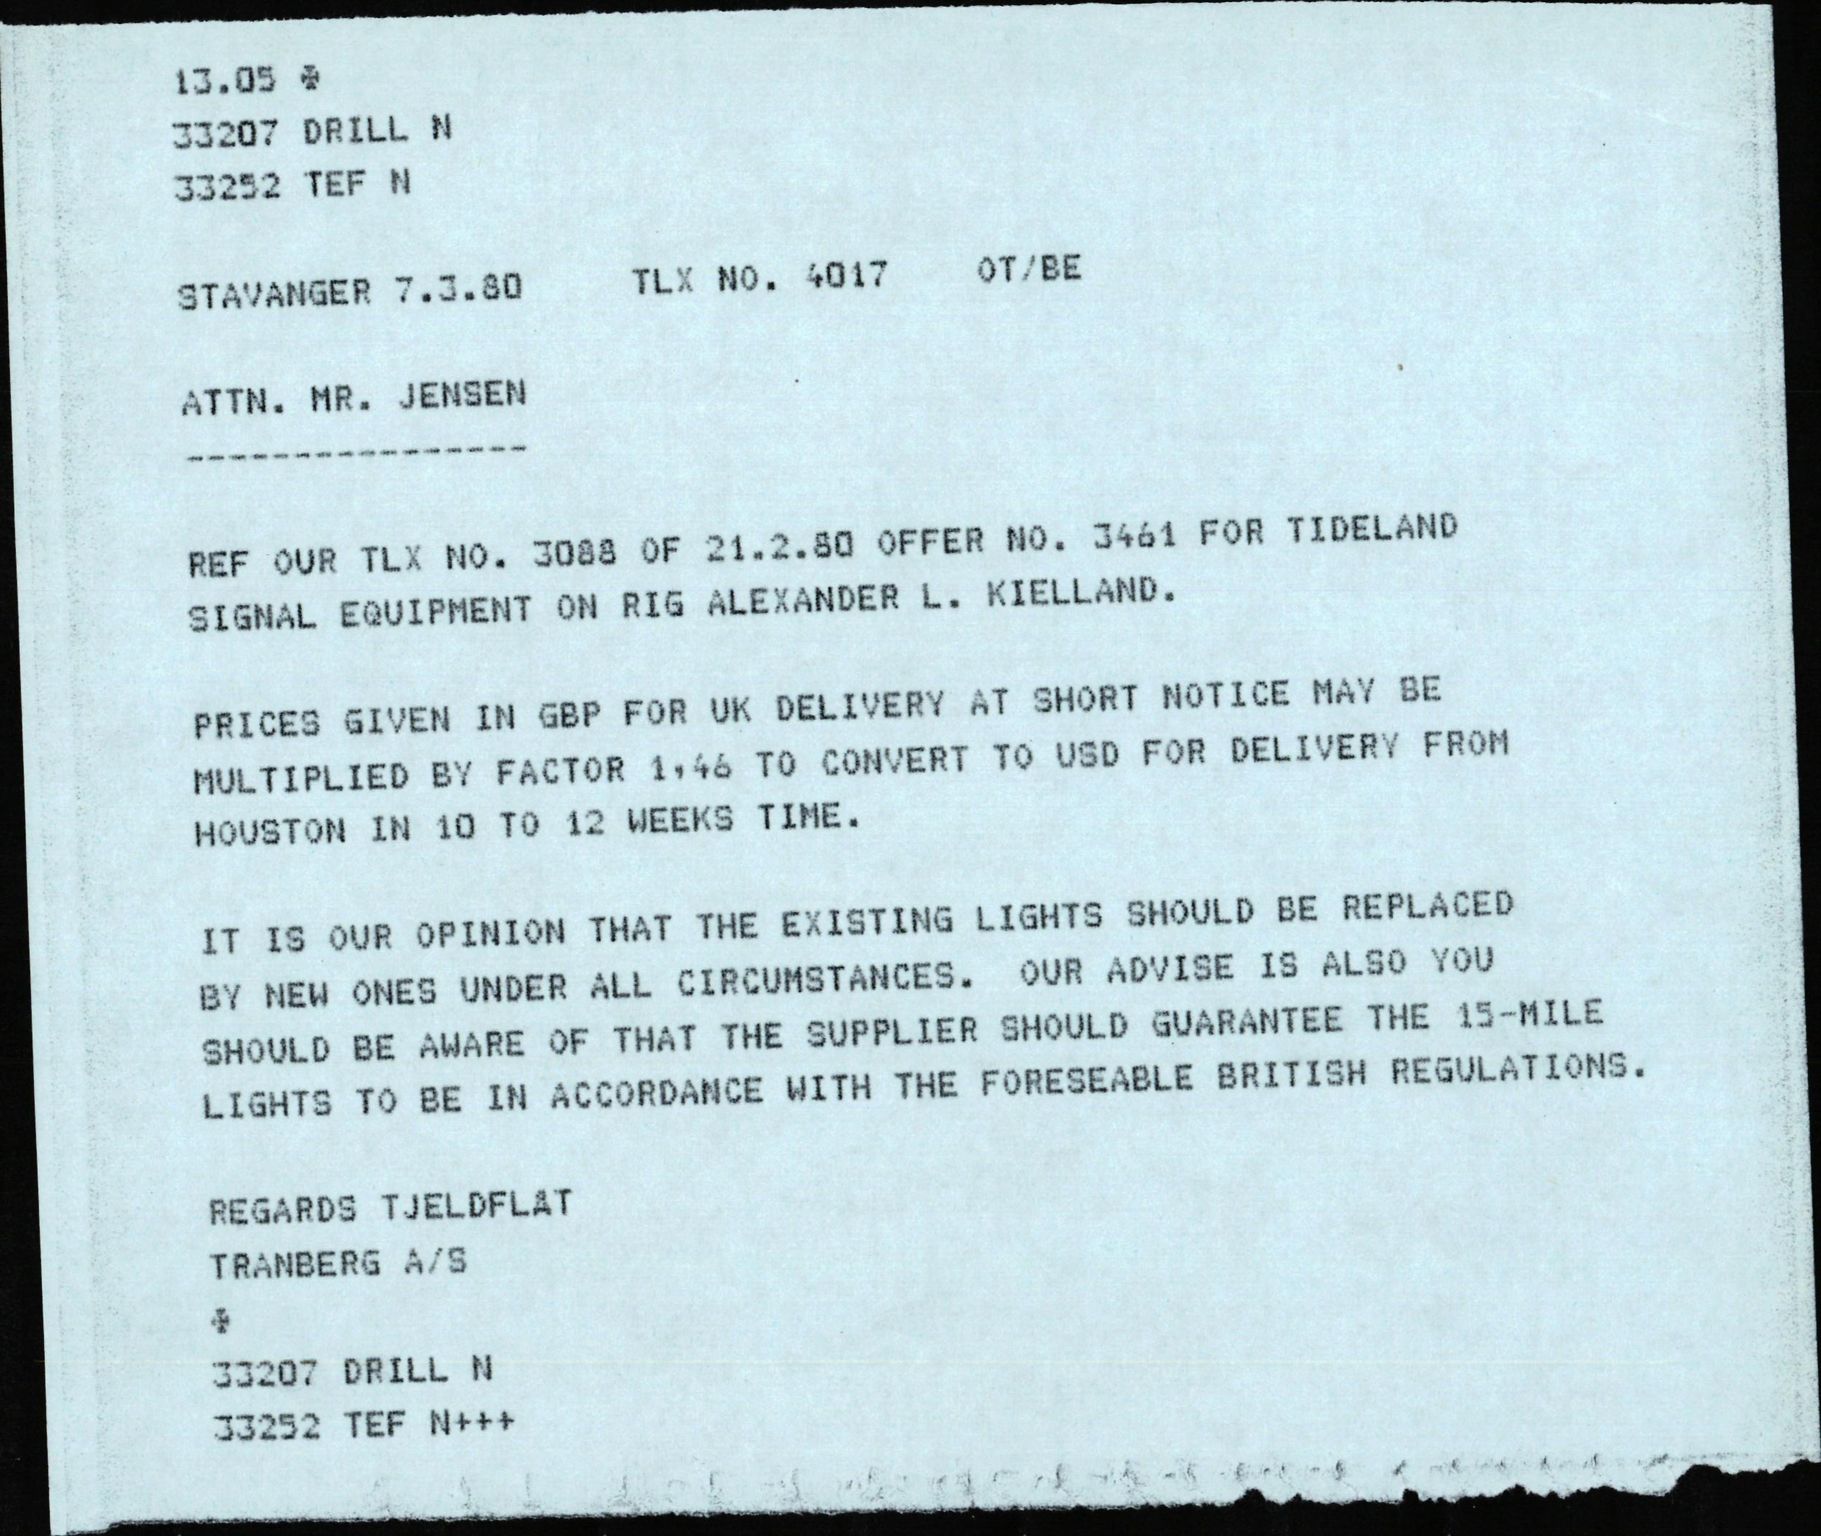 13.05 ✠
33207 DRILL N
33252 TEF N
STAVANGER 7.3.80 TLX NO. 4017 OT/BE
ATTN. MR. JENSEN
----------------
REF OUR TLX NO. 3088 OF 21.2.80 OFFER NO. 3461 FOR TIDELAND
SIGNAL EQUIPMENT ON RIG ALEXANDER L. KIELLAND.
PRICES GIVEN IN GBP FOR UK DELIVERY AT SHORT NOTICE MAY BE
MULTIPLIED BY FACTOR 1,46 TO CONVERT TO USD FOR DELIVERY FROM
HOUSTON IN 10 TO 12 WEEKS TIME.
IT IS OUR OPINION THAT THE EXISTING LIGHTS SHOULD BE REPLACED
BY NEW ONES UNDER ALL CIRCUMSTANCES. OUR ADVISE IS ALSO YOU
SHOULD BE AWARE OF THAT THE SUPPLIER SHOULD GUARANTEE THE 15-MILE
LIGHTS TO BE IN ACCORDANCE WITH THE FORESEABLE BRITISH REGULATIONS.
REGARDS TJELDFLAT
TRANBERG A/S
✠
33207 DRILL N
33252 TEF N+++